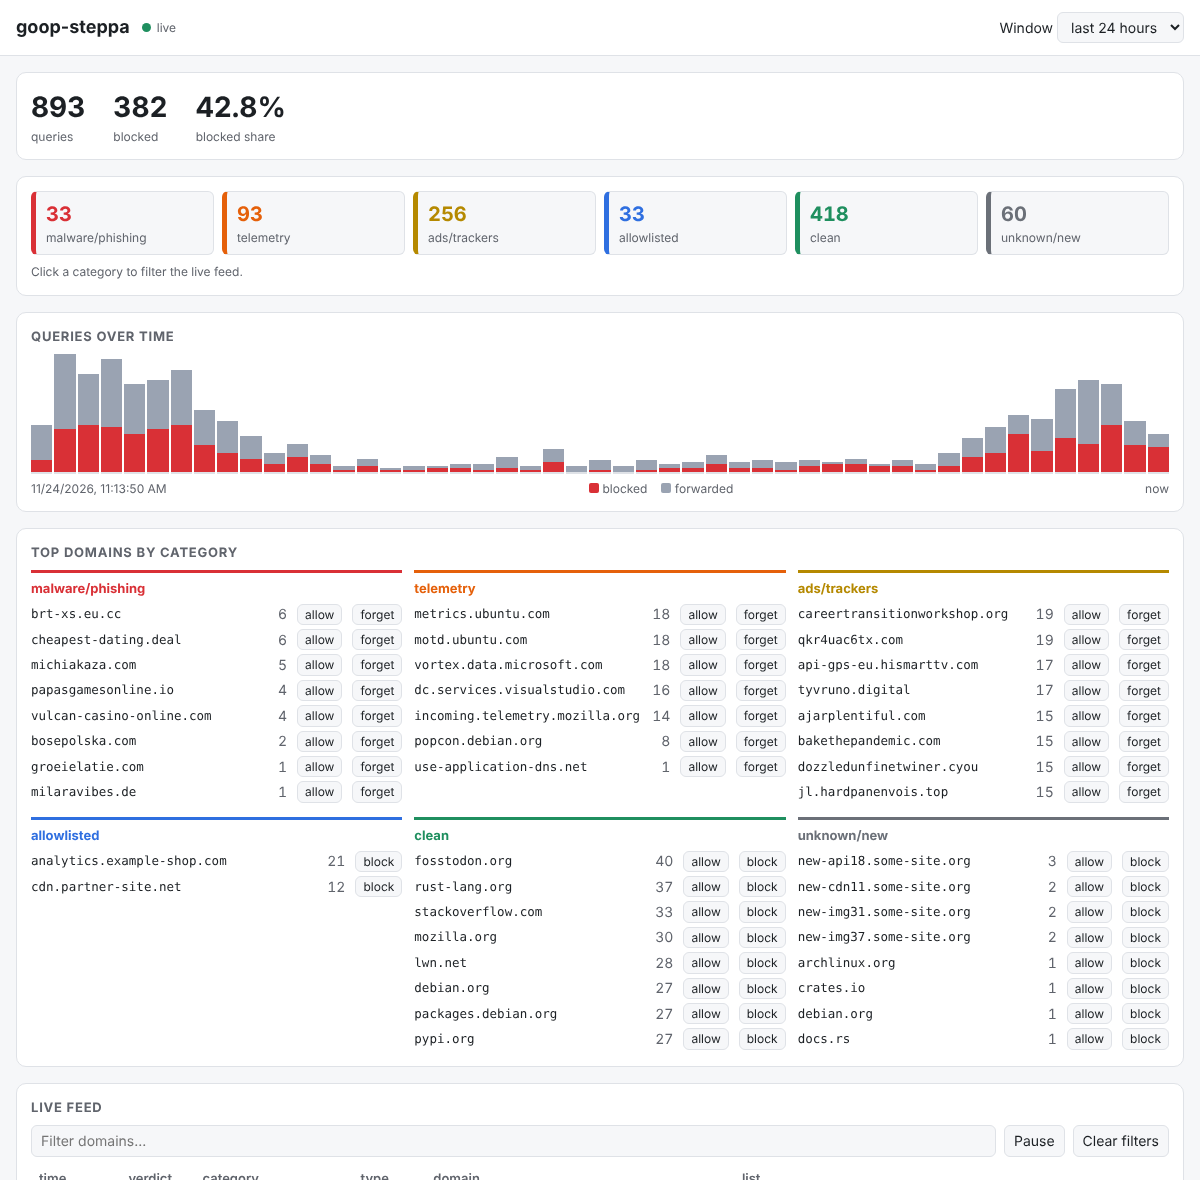 goop-steppa live Window last 24 hours
893 382 42.8%
queries blocked blocked share
33 93 256 33 418 60
malware/phishing telemetry ads/trackers allowlisted clean unknown/new
Click a category to filter the live feed.
QUERIES OVER TIME
11/24/2026, 11:13:50 AM blocked forwarded now
TOP DOMAINS BY CATEGORY
malware/phishing
brt-xs.eu.cc 6 allow forget
cheapest-dating.deal 6 allow forget
michiakaza.com 5 allow forget
papasgamesonline.io 4 allow forget
vulcan-casino-online.com 4 allow forget
bosepolska.com 2 allow forget
groeielatie.com 1 allow forget
milaravibes.de 1 allow forget
telemetry
metrics.ubuntu.com 18 allow forget
motd.ubuntu.com 18 allow forget
vortex.data.microsoft.com 18 allow forget
dc.services.visualstudio.com 16 allow forget
incoming.telemetry.mozilla.org 14 allow forget
popcon.debian.org 8 allow forget
use-application-dns.net 1 allow forget
ads/trackers
careertransitionworkshop.org 19 allow forget
qkr4uac6tx.com 19 allow forget
api-gps-eu.hismarttv.com 17 allow forget
tyvruno.digital 17 allow forget
ajarplentiful.com 15 allow forget
bakethepandemic.com 15 allow forget
dozzledunfinetwiner.cyou 15 allow forget
jl.hardpanenvois.top 15 allow forget
allowlisted
analytics.example-shop.com 21 block
cdn.partner-site.net 12 block
clean
fosstodon.org 40 allow block
rust-lang.org 37 allow block
stackoverflow.com 33 allow block
mozilla.org 30 allow block
lwn.net 28 allow block
debian.org 27 allow block
packages.debian.org 27 allow block
pypi.org 27 allow block
unknown/new
new-api18.some-site.org 3 allow block
new-cdn11.some-site.org 2 allow block
new-img31.some-site.org 2 allow block
new-img37.some-site.org 2 allow block
archlinux.org 1 allow block
crates.io 1 allow block
debian.org 1 allow block
docs.rs 1 allow block
LIVE FEED
Filter domains... Pause Clear filters
time verdict category type domain list